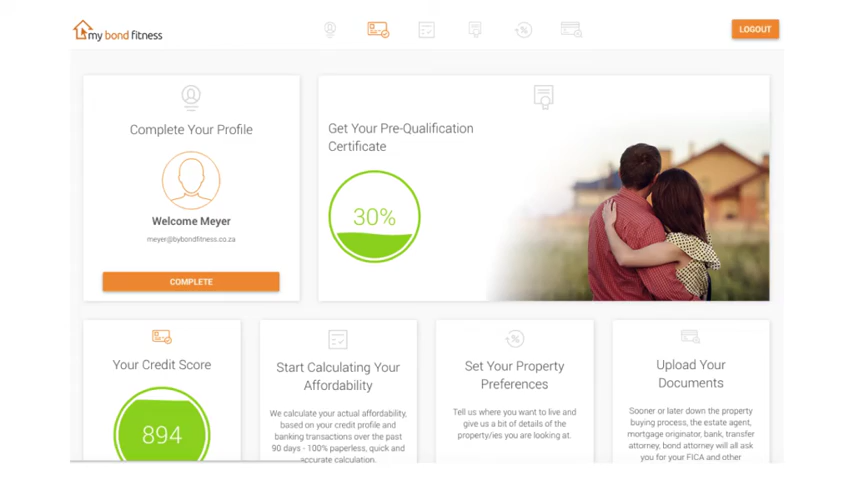 my bond fitness
LOGOUT
Complete Your Profile
Welcome Meyer
meyer@bybondfitness.co.za
COMPLETE
Get Your Pre-Qualification
Certificate
30%
Your Credit Score
894
Start Calculating Your
Affordability
We calculate your actual affordability,
based on your credit profile and
banking transactions over the past
90 days - 100% paperless, quick and
accurate calculation.
Set Your Property
Preferences
Tell us where you want to live and
give us a bit of details of the
property/ies you are looking at.
Upload Your
Documents
Sooner or later down the property
buying process, the estate agent,
mortgage originator, bank, transfer
attorney, bond attorney will all ask
you for your FICA and other